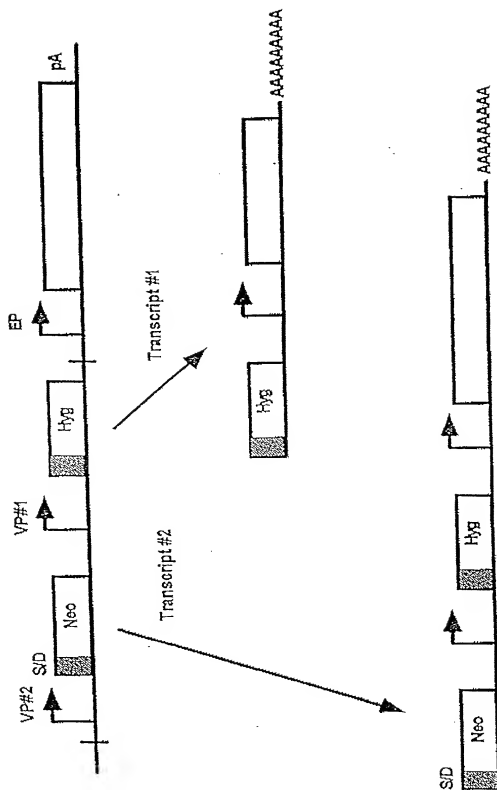 VP#2
S/D
Neo
VP#1
Hyg
EP
pA
Transcript #2
Transcript #1
Hyg
AAAAAAAAA
S/D
Neo
Hyg
AAAAAAAAA